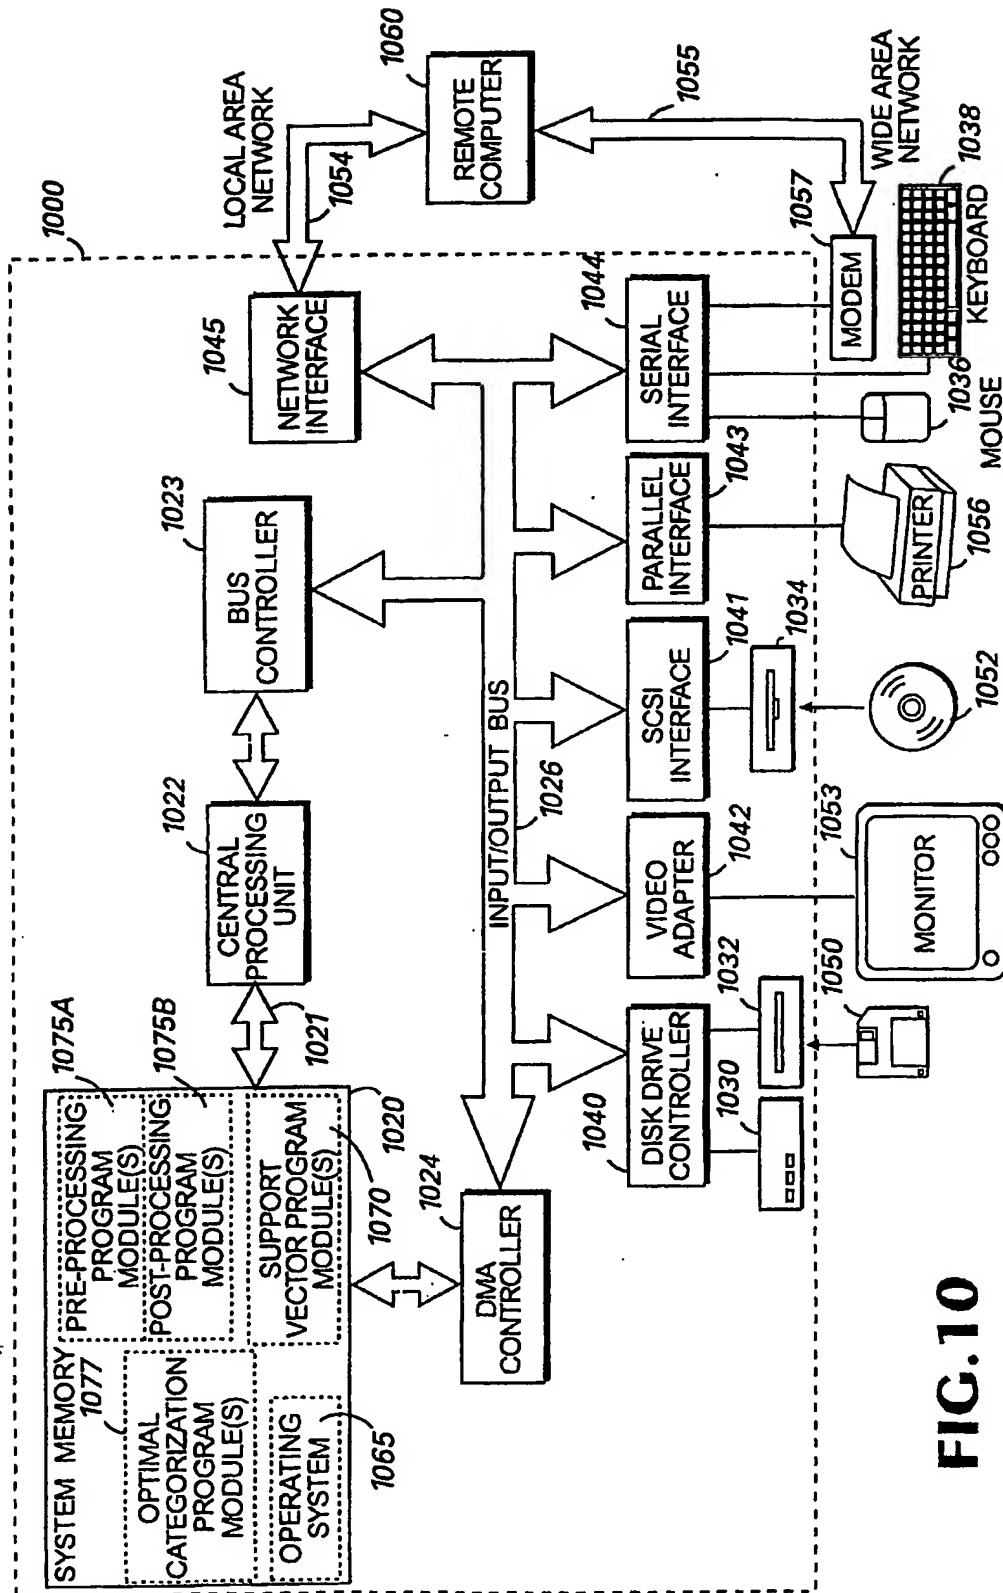 1000
SYSTEM MEMORY
1077
OPTIMAL
CATEGORIZATION
PROGRAM
MODULE(S)
OPERATING
SYSTEM
1065
PRE-PROCESSING
PROGRAM
MODULE(S)
POST-PROCESSING
PROGRAM
MODULE(S)
SUPPORT
VECTOR PROGRAM
MODULE(S)
1075A
1075B
1021
1020
1070
1022
CENTRAL
PROCESSING
UNIT
1023
BUS
CONTROLLER
1045
NETWORK
INTERFACE
LOCAL AREA
NETWORK
1054
1060
REMOTE
COMPUTER
1055
WIDE AREA
NETWORK
1024
DMA
CONTROLLER
INPUT/OUTPUT BUS
1026
1040
DISK DRIVE
CONTROLLER
1042
VIDEO
ADAPTER
1041
SCSI
INTERFACE
1043
PARALLEL
INTERFACE
1044
SERIAL
INTERFACE
1030
1032
1034
1057
MODEM
1050
1053
MONITOR
1052
PRINTER
1056
1036
MOUSE
1038
KEYBOARD
FIG.10